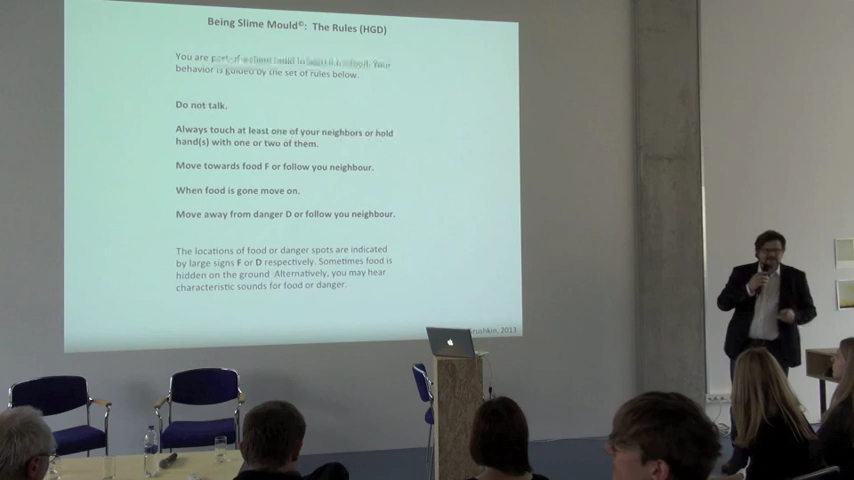 Being Slime Mould©: The Rules (HGD)
You are part of a
behavior is guided by the set of rules below.
Do not talk.
Always touch at least one of your neighbors or hold
hand(s) with one or two of them.
Move towards food F or follow you neighbour.
When food is gone move on.
Move away from danger D or follow you neighbour.
The locations of food or danger spots are indicated
by large signs F or D respectively. Sometimes food is
hidden on the ground Alternatively, you may hear
characteristic sounds for food or danger.
2013